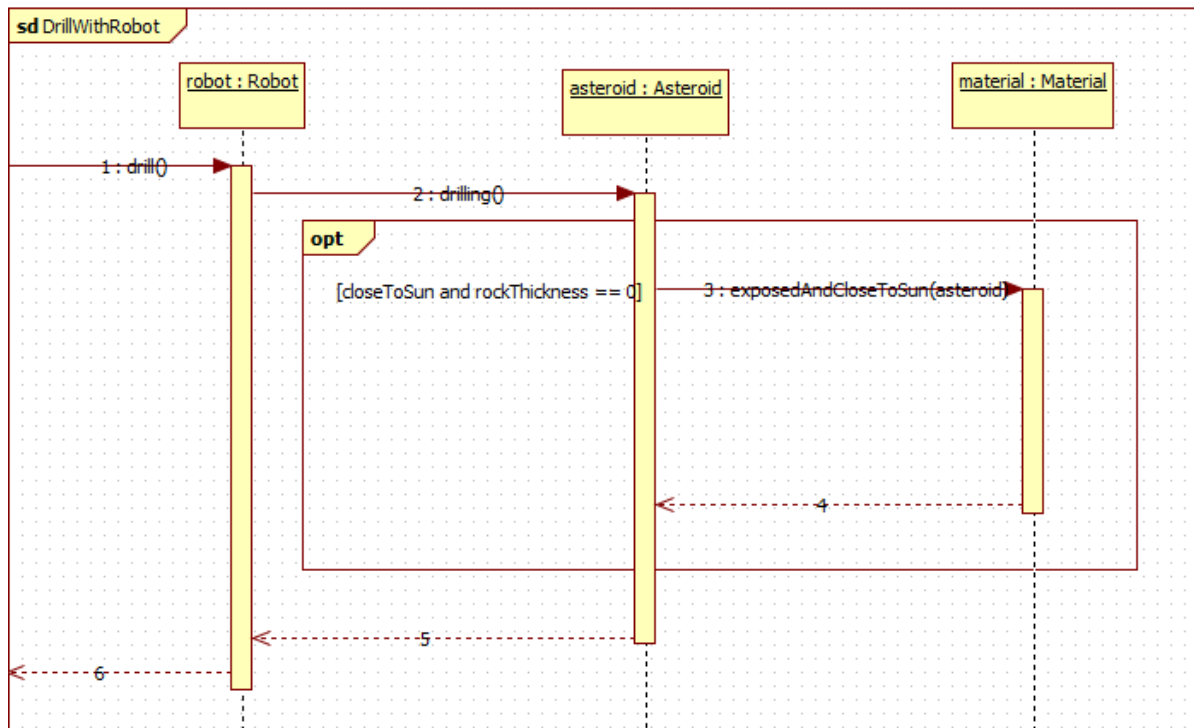 sd DrillWithRobot
robot : Robot
asteroid : Asteroid
material : Material
1 : drill()
2 : drilling()
opt
[closeToSun and rockThickness == 0]
3 : exposedAndCloseToSun(asteroid)
4
5
6